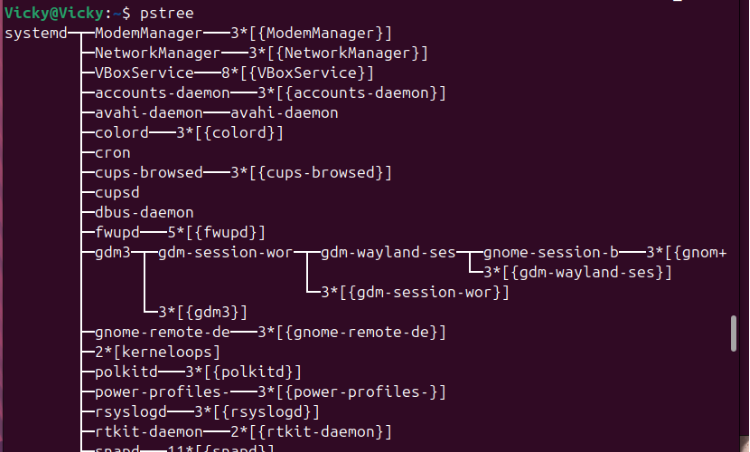 Vicky@Vicky:~$ pstree
systemd─┬─ModemManager───3*[{ModemManager}]
├─NetworkManager───3*[{NetworkManager}]
├─VBoxService───8*[{VBoxService}]
├─accounts-daemon───3*[{accounts-daemon}]
├─avahi-daemon───avahi-daemon
├─colord───3*[{colord}]
├─cron
├─cups-browsed───3*[{cups-browsed}]
├─cupsd
├─dbus-daemon
├─fwupd───5*[{fwupd}]
├─gdm3─┬─gdm-session-wor─┬─gdm-wayland-ses─┬─gnome-session-b───3*[{gnom+
│ │ │ └─3*[{gdm-wayland-ses}]
│ │ └─3*[{gdm-session-wor}]
│ └─3*[{gdm3}]
├─gnome-remote-de───3*[{gnome-remote-de}]
├─2*[kerneloops]
├─polkitd───3*[{polkitd}]
├─power-profiles-───3*[{power-profiles-}]
├─rsyslogd───3*[{rsyslogd}]
├─rtkit-daemon───2*[{rtkit-daemon}]
├─snapd───11*[{snapd}]